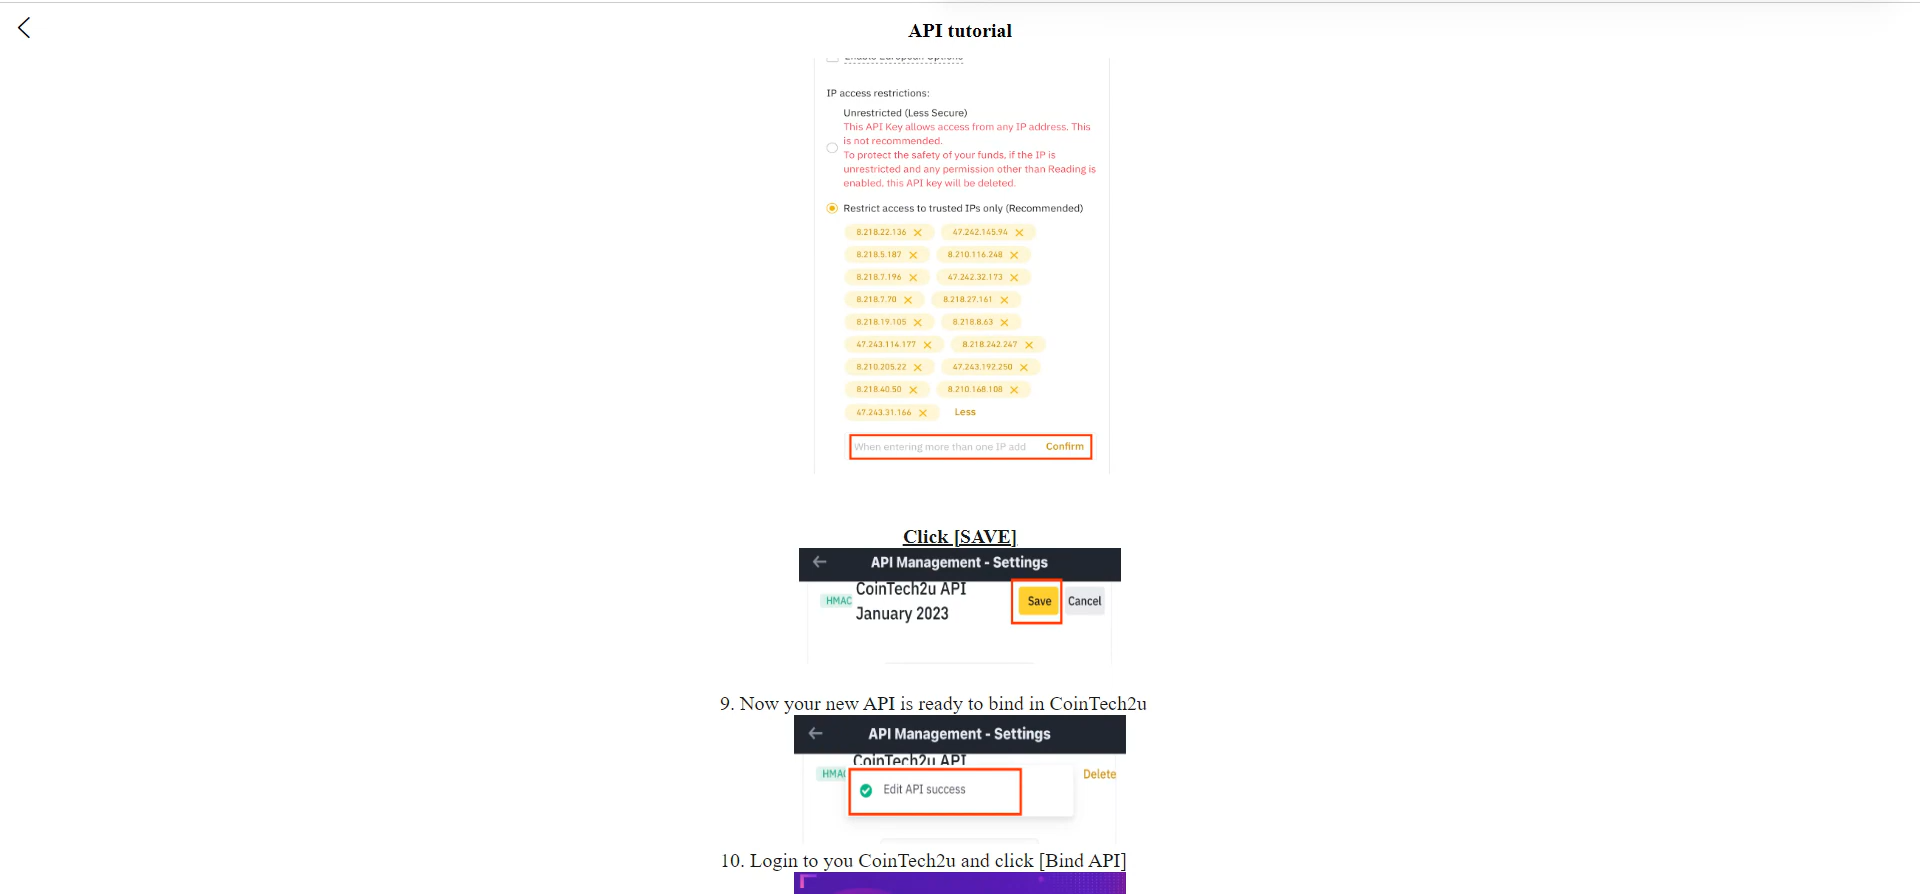 API tutorial
Enable European Options
IP access restrictions:
Unrestricted (Less Secure)
This API Key allows access from any IP address. This
is not recommended.
To protect the safety of your funds, if the IP is
unrestricted and any permission other than Reading is
enabled, this API key will be deleted.
Restrict access to trusted IPs only (Recommended)
8.218.22.136 47.242.145.94
8.218.5.187 8.210.116.248
8.218.7.196 47.242.32.173
8.218.7.70 8.218.27.161
8.218.19.105 8.218.8.63
47.243.114.177 8.218.242.247
8.210.205.22 47.243.192.250
8.218.40.50 8.210.168.108
47.243.31.166 Less
When entering more than one IP add Confirm
Click [SAVE]
API Management - Settings
HMAC CoinTech2u API Save Cancel
January 2023
9. Now your new API is ready to bind in CoinTech2u
API Management - Settings
CoinTech2u API
HMAC Delete
Edit API success
10. Login to you CoinTech2u and click [Bind API]